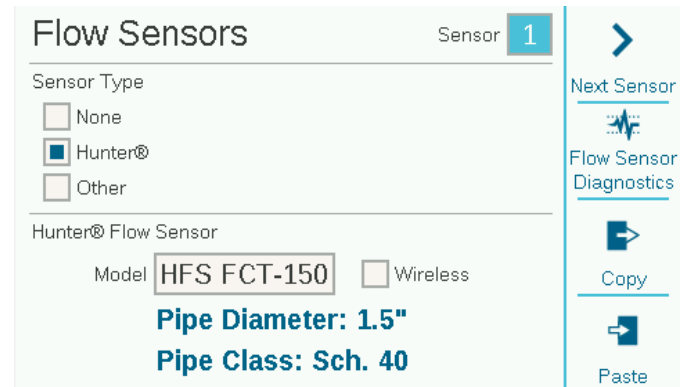 Flow Sensors
Sensor 1
Sensor Type
None
Hunter®
Other
Hunter® Flow Sensor
Model HFS FCT-150 Wireless
Pipe Diameter: 1.5"
Pipe Class: Sch. 40
Next Sensor
Flow Sensor
Diagnostics
Copy
Paste